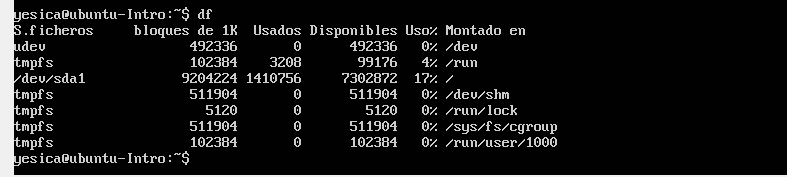 yesica@ubuntu-Intro:~$ df
S.ficheros     bloques de 1K  Usados Disponibles Uso% Montado en
udev                  492336       0      492336   0% /dev
tmpfs                 102384    3208       99176   4% /run
/dev/sda1            9204224 1410756     7302872  17% /
tmpfs                 511904       0      511904   0% /dev/shm
tmpfs                   5120       0        5120   0% /run/lock
tmpfs                 511904       0      511904   0% /sys/fs/cgroup
tmpfs                 102384       0      102384   0% /run/user/1000
yesica@ubuntu-Intro:~$